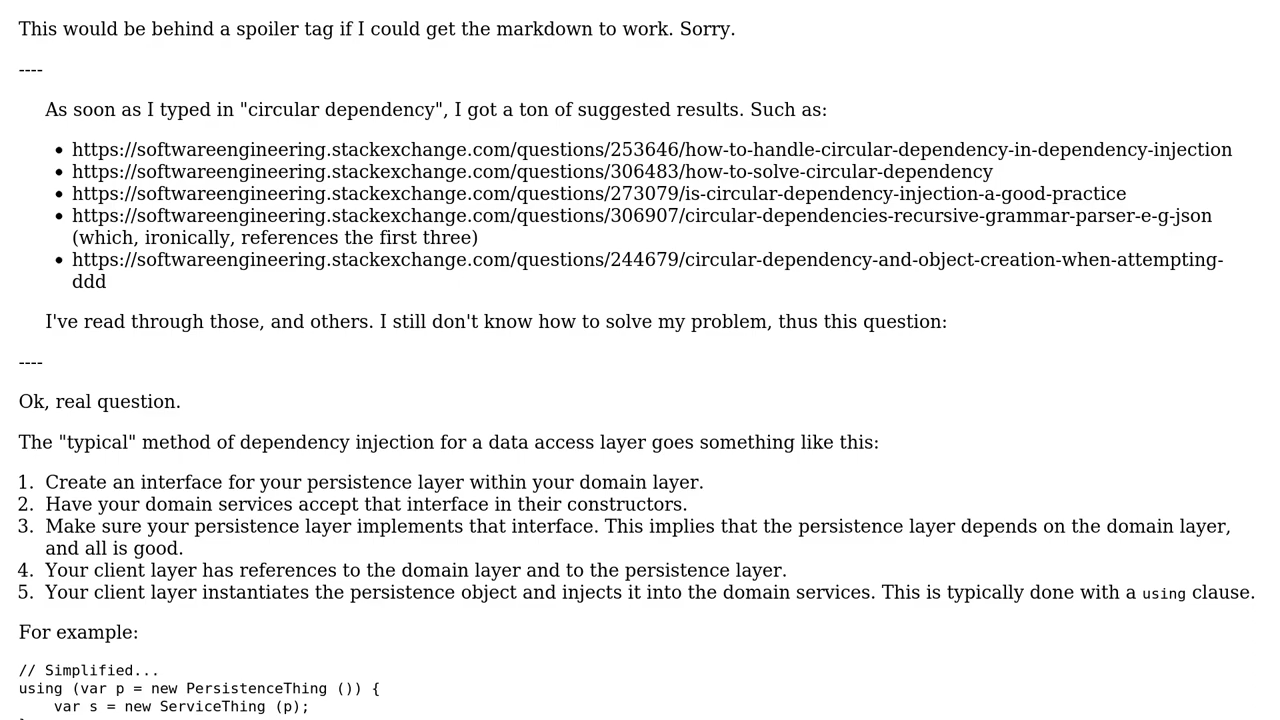 This would be behind a spoiler tag if I could get the markdown to work. Sorry.
----
As soon as I typed in "circular dependency", I got a ton of suggested results. Such as:
• https://softwareengineering.stackexchange.com/questions/253646/how-to-handle-circular-dependency-in-dependency-injection
• https://softwareengineering.stackexchange.com/questions/306483/how-to-solve-circular-dependency
• https://softwareengineering.stackexchange.com/questions/273079/is-circular-dependency-injection-a-good-practice
• https://softwareengineering.stackexchange.com/questions/306907/circular-dependencies-recursive-grammar-parser-e-g-json
(which, ironically, references the first three)
• https://softwareengineering.stackexchange.com/questions/244679/circular-dependency-and-object-creation-when-attempting-
ddd
I've read through those, and others. I still don't know how to solve my problem, thus this question:
----
Ok, real question.
The "typical" method of dependency injection for a data access layer goes something like this:
1. Create an interface for your persistence layer within your domain layer.
2. Have your domain services accept that interface in their constructors.
3. Make sure your persistence layer implements that interface. This implies that the persistence layer depends on the domain layer,
and all is good.
4. Your client layer has references to the domain layer and to the persistence layer.
5. Your client layer instantiates the persistence object and injects it into the domain services. This is typically done with a using clause.
For example:
// Simplified...
using (var p = new PersistenceThing ()) {
    var s = new ServiceThing (p);